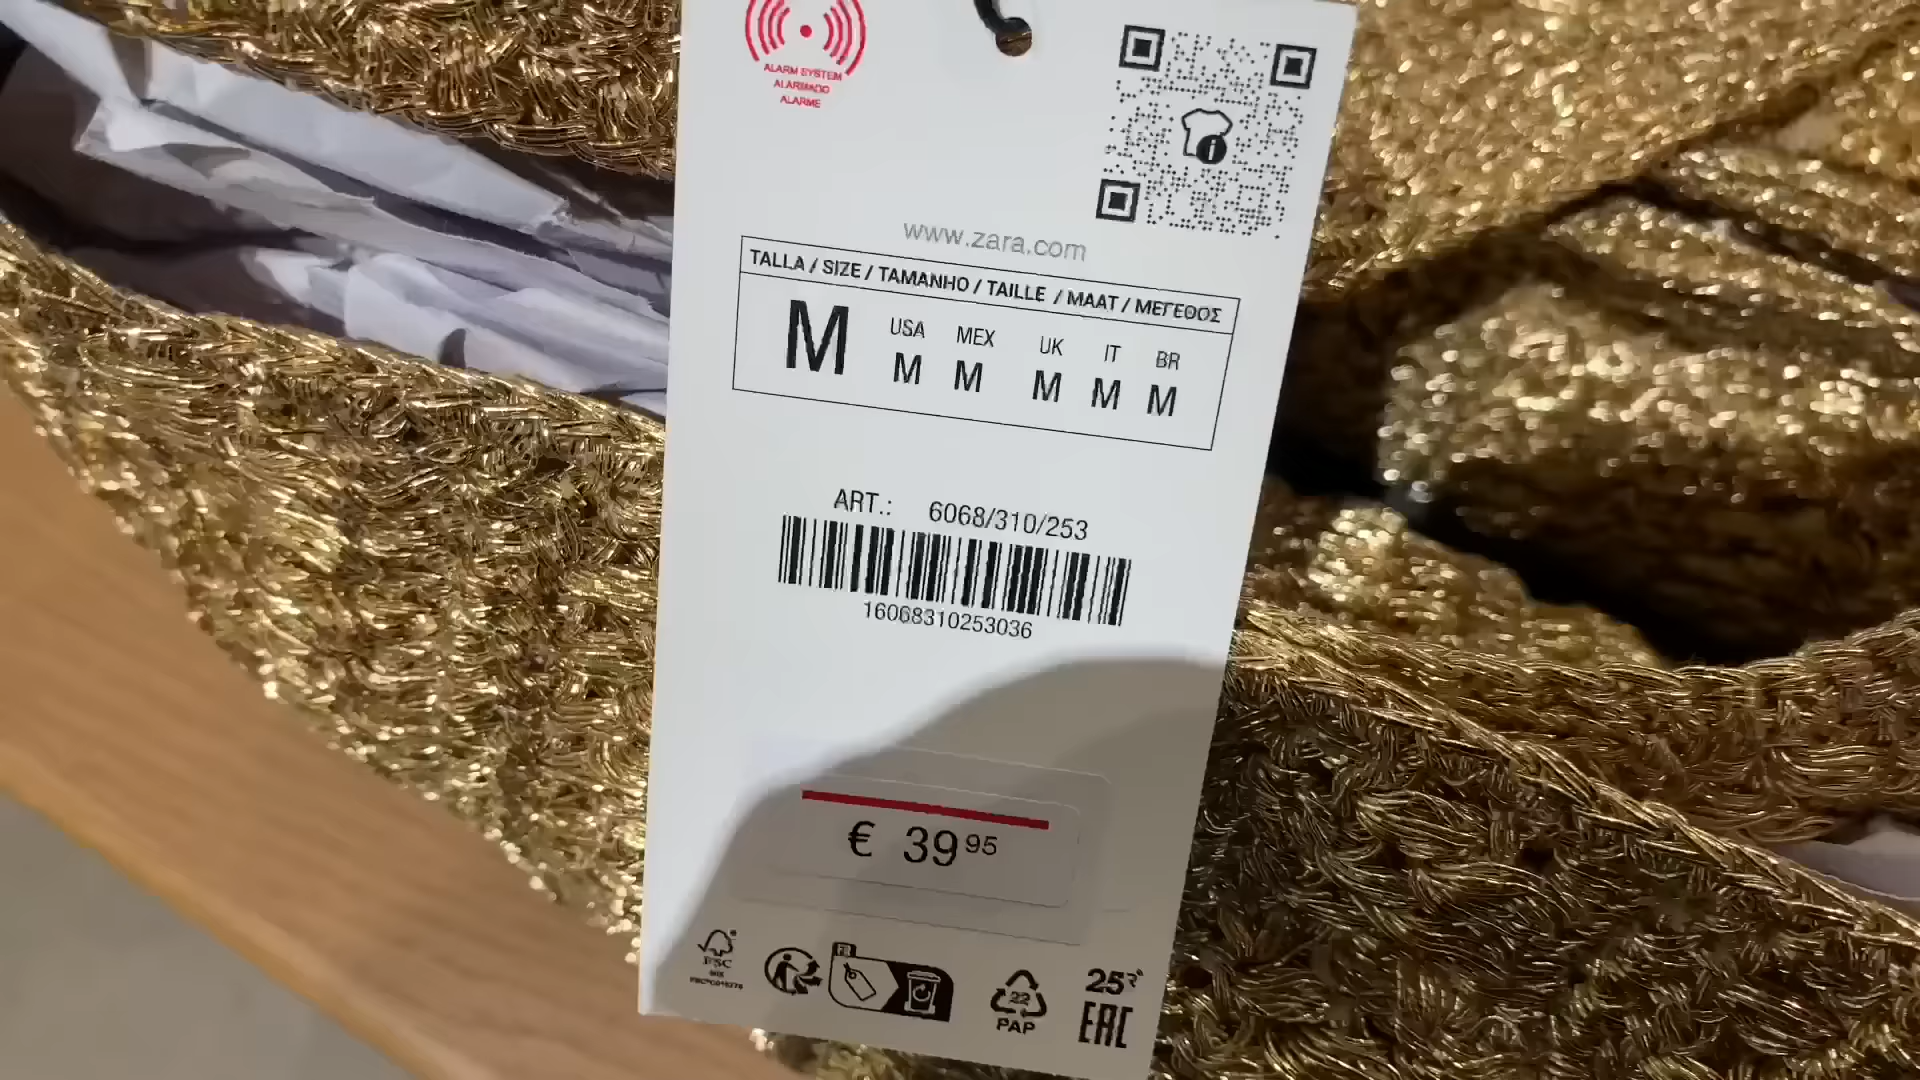 ALARM SYSTEM
ALARMADO
ALARME
www.zara.com
TALLA / SIZE / TAMANHO / TAILLE / MAAT / ΜΕΓΕΘΟΣ
M
USA MEX UK IT BR
M M M M M
ART.: 6068/310/253
16068310253036
€ 39 95
FSC
MIX
FR
22
PAP
25
EAC